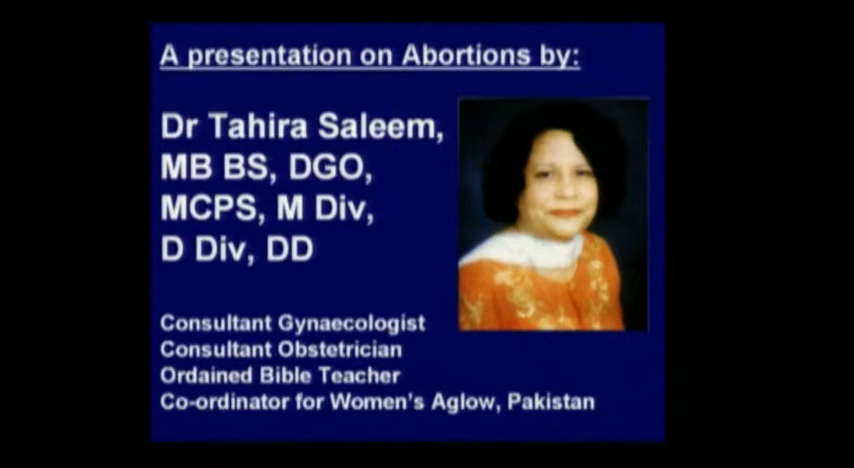 A presentation on Abortions by:
Dr Tahira Saleem,
MB BS, DGO,
MCPS, M Div,
D Div, DD
Consultant Gynaecologist
Consultant Obstetrician
Ordained Bible Teacher
Co-ordinator for Women's Aglow, Pakistan